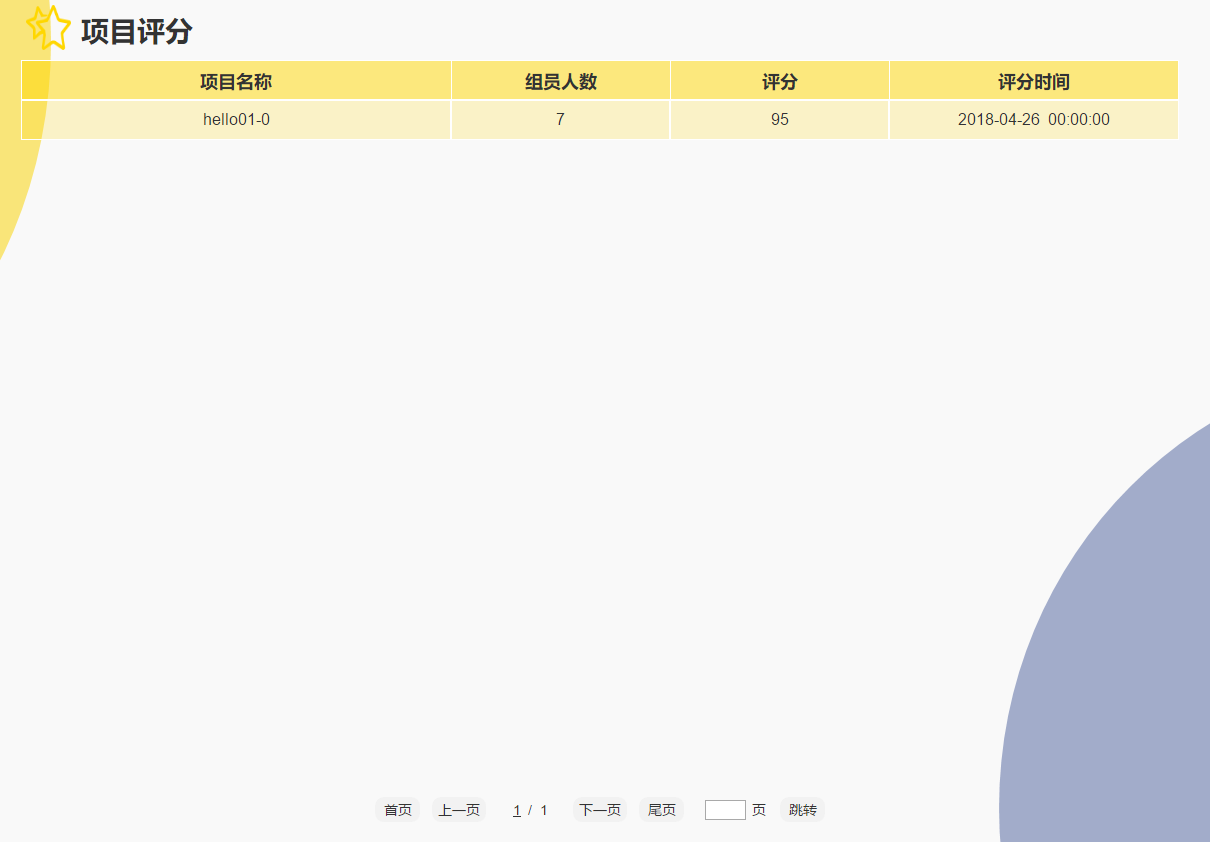 项目评分
项目名称 组员人数 评分 评分时间
hello01-0 7 95 2018-04-26 00:00:00
首页 上一页 1 / 1 下一页 尾页 页 跳转